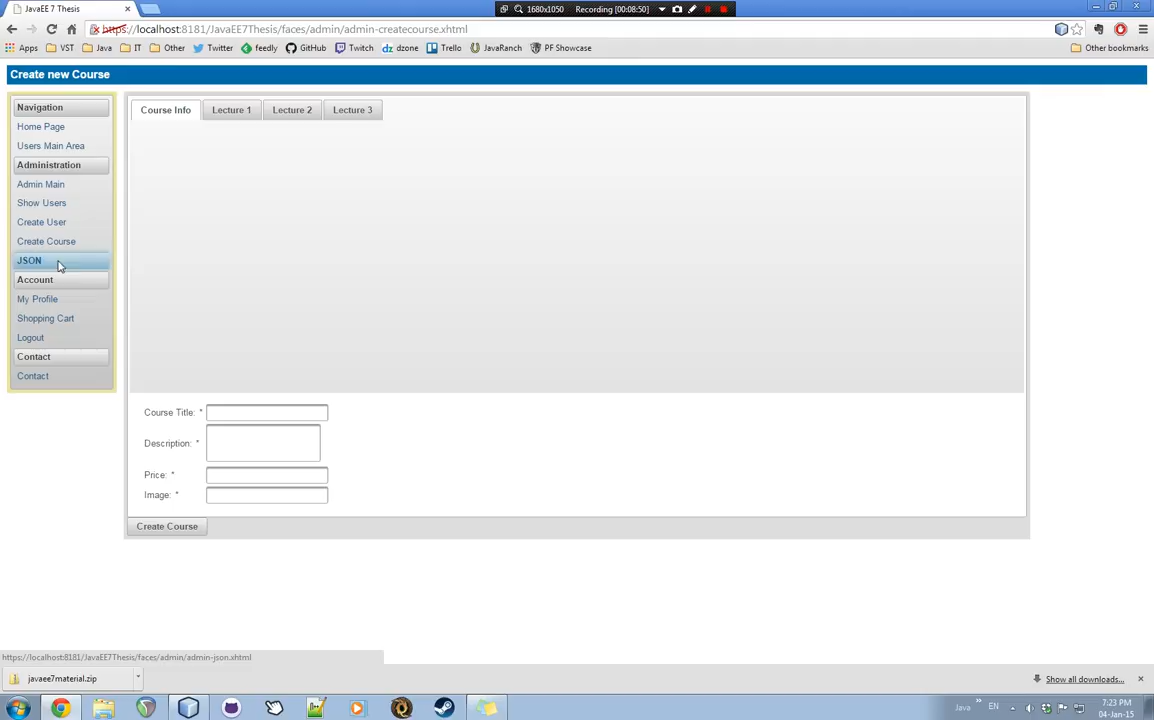 JavaEE 7 Thesis
1680x1050 Recording [00:08:50]
https://localhost:8181/JavaEE7Thesis/faces/admin/admin-createcourse.xhtml
Apps VST Java IT Other Twitter feedly GitHub Twitch dzone Trello JavaRanch PF Showcase Other bookmarks
Create new Course
Navigation
Home Page
Users Main Area
Administration
Admin Main
Show Users
Create User
Create Course
JSON
Account
My Profile
Shopping Cart
Logout
Contact
Contact
Course Info Lecture 1 Lecture 2 Lecture 3
Course Title: *
Description: *
Price: *
Image: *
Create Course
https://localhost:8181/JavaEE7Thesis/faces/admin/admin-json.xhtml
javaee7material.zip
Show all downloads...
Java EN
7:23 PM
04-Jan-15